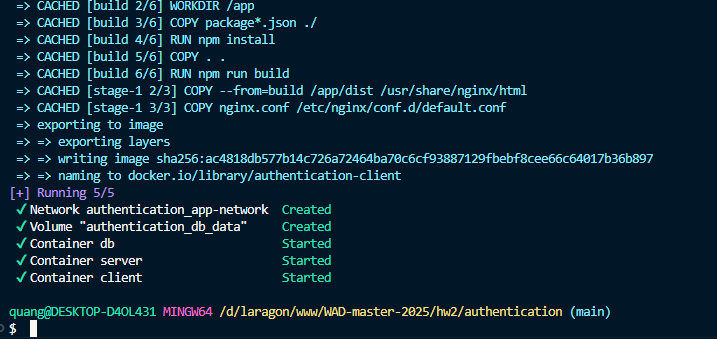 => CACHED [build 2/6] WORKDIR /app
=> CACHED [build 3/6] COPY package*.json ./
=> CACHED [build 4/6] RUN npm install
=> CACHED [build 5/6] COPY . .
=> CACHED [build 6/6] RUN npm run build
=> CACHED [stage-1 2/3] COPY --from=build /app/dist /usr/share/nginx/html
=> CACHED [stage-1 3/3] COPY nginx.conf /etc/nginx/conf.d/default.conf
=> exporting to image
=> => exporting layers
=> => writing image sha256:ac4818db577b14c726a72464ba70c6cf93887129fbebf8cee66c64017b36b897
=> => naming to docker.io/library/authentication-client
[+] Running 5/5
✔ Network authentication_app-network  Created
✔ Volume "authentication_db_data"  Created
✔ Container db  Started
✔ Container server  Started
✔ Container client  Started
quang@DESKTOP-D4OL431 MINGW64 /d/laragon/www/WAD-master-2025/hw2/authentication (main)
$